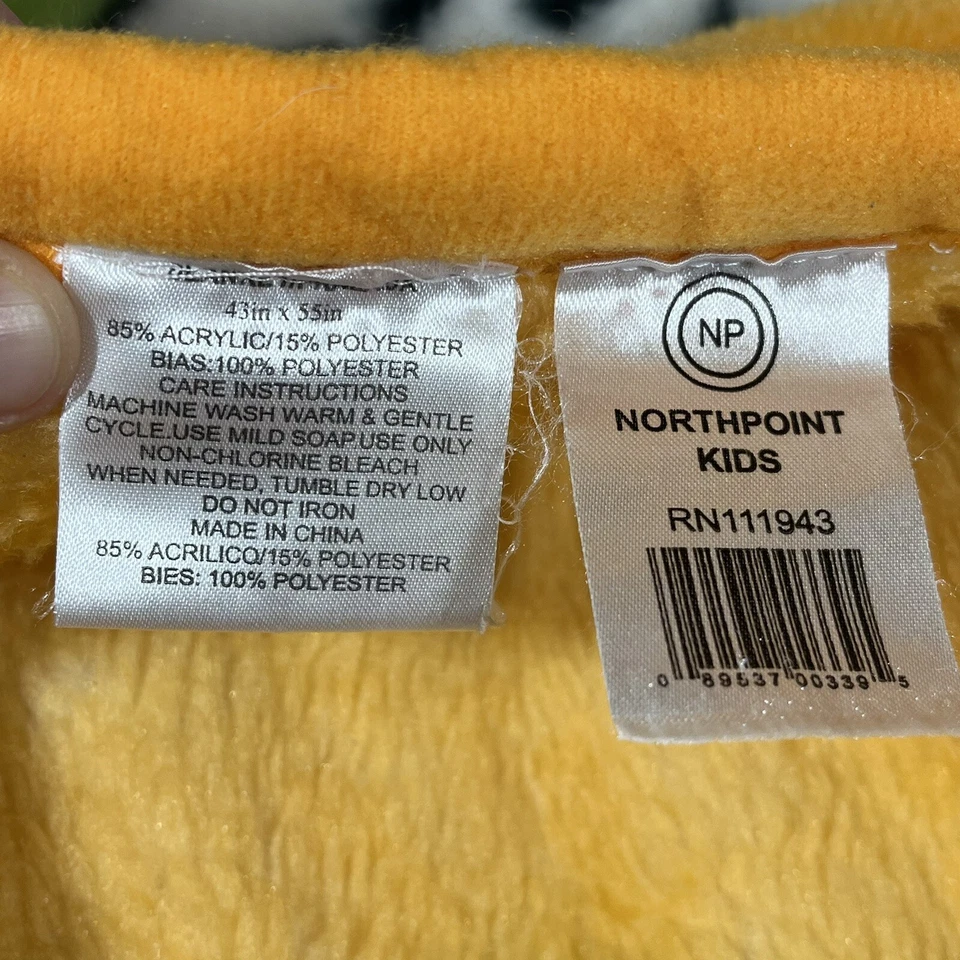 43in x 55in
85% ACRYLIC/15% POLYESTER
BIAS:100% POLYESTER
CARE INSTRUCTIONS
MACHINE WASH WARM & GENTLE
CYCLE.USE MILD SOAP.USE ONLY
NON-CHLORINE BLEACH
WHEN NEEDED, TUMBLE DRY LOW
DO NOT IRON
MADE IN CHINA
85% ACRILICO/15% POLYESTER
BIES: 100% POLYESTER
NP
NORTHPOINT
KIDS
RN111943
0 89537 00339 5